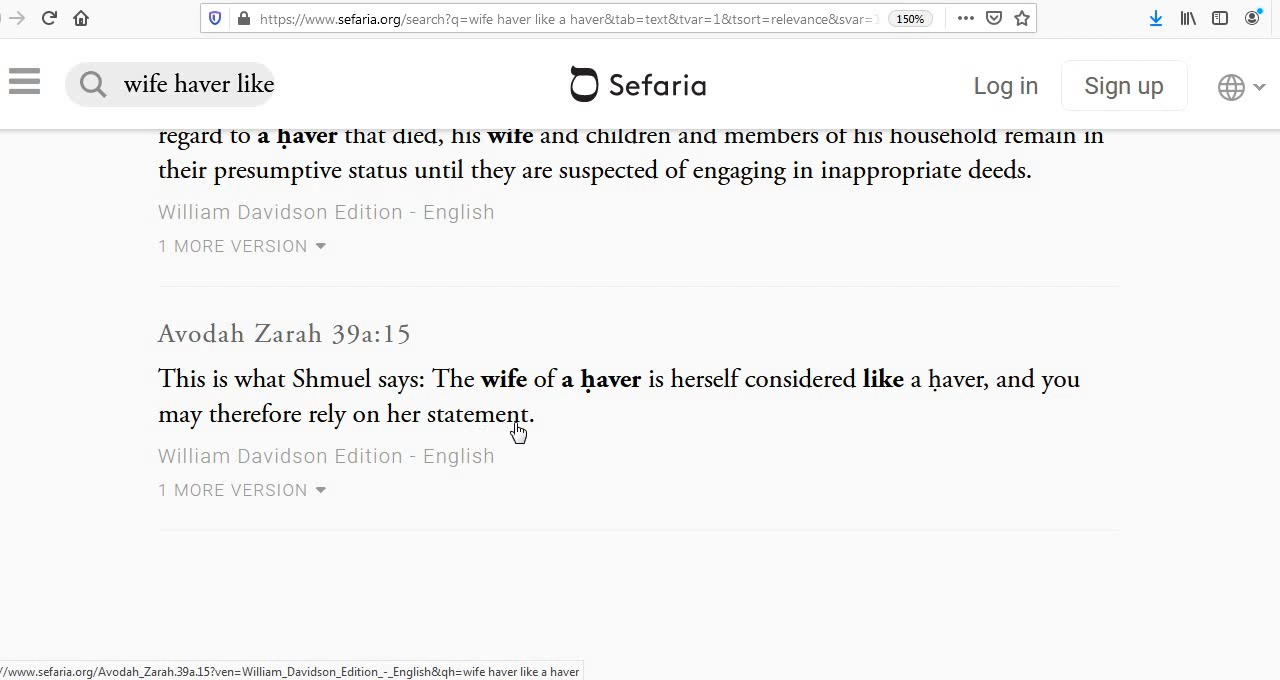 https://www.sefaria.org/search?q=wife haver like a haver&tab=text&tvar=1&tsort=relevance&svar=1
150%
wife haver like
Sefaria
Log in
Sign up
regard to a ḥaver that died, his wife and children and members of his household remain in
their presumptive status until they are suspected of engaging in inappropriate deeds.
William Davidson Edition - English
1 MORE VERSION
Avodah Zarah 39a:15
This is what Shmuel says: The wife of a ḥaver is herself considered like a ḥaver, and you
may therefore rely on her statement.
William Davidson Edition - English
1 MORE VERSION
//www.sefaria.org/Avodah_Zarah.39a.15?ven=William_Davidson_Edition_-_English&qh=wife haver like a haver